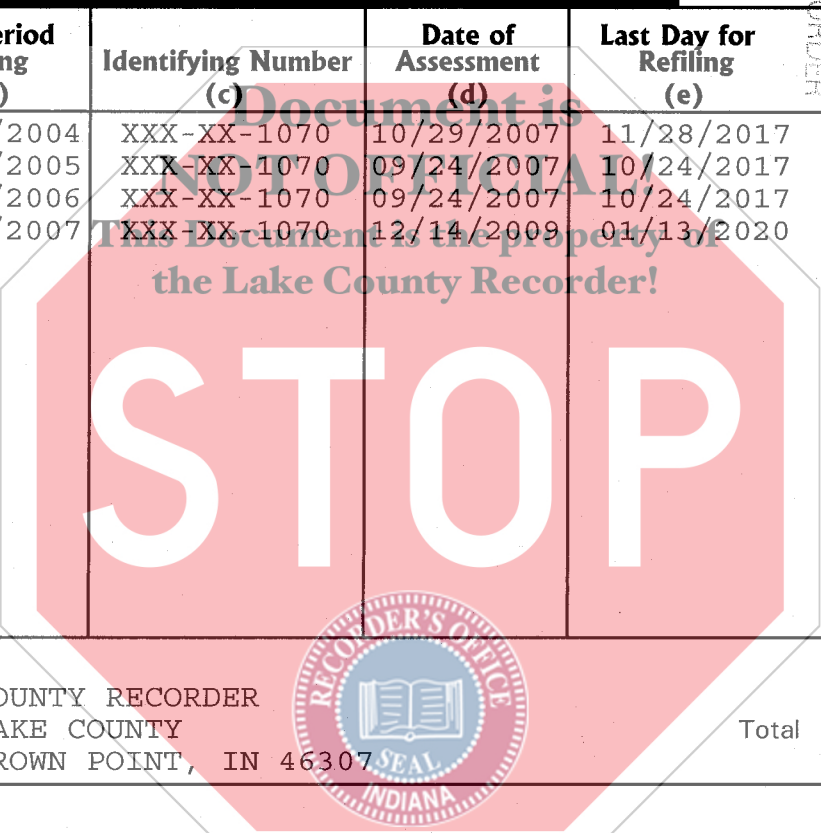 eriod
ng
)
Identifying Number
(c)
Date of
Assessment
(d)
Last Day for
Refiling
(e)
/2004 XXX-XX-1070 10/29/2007 11/28/2017
/2005 XXX-XX-1070 09/24/2007 10/24/2017
/2006 XXX-XX-1070 09/24/2007 10/24/2017
/2007 XXX-XX-1070 12/14/2009 01/13/2020
Document is
NOT OFFICIAL!
This Document is the property of
the Lake County Recorder!
STOP
OUNTY RECORDER
AKE COUNTY
ROWN POINT, IN 46307
Total
RECORDER'S OFFICE
SEAL
INDIANA